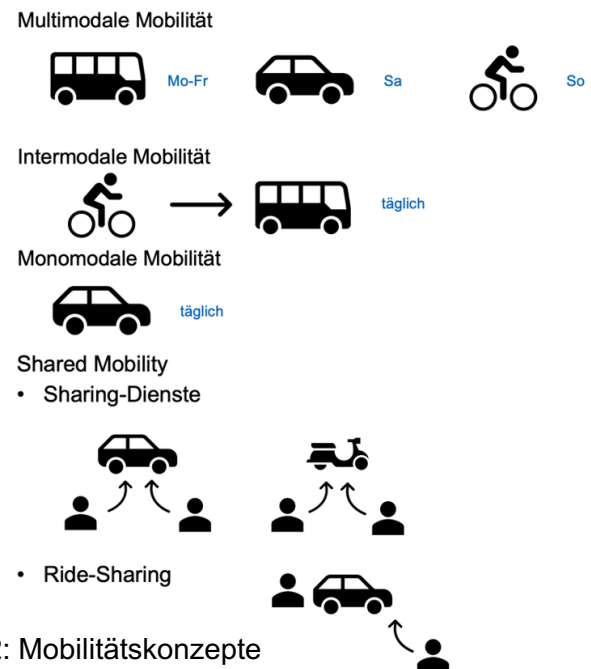 Multimodale Mobilität
Mo-Fr Sa So
Intermodale Mobilität
täglich
Monomodale Mobilität
täglich
Shared Mobility
• Sharing-Dienste
• Ride-Sharing
: Mobilitätskonzepte